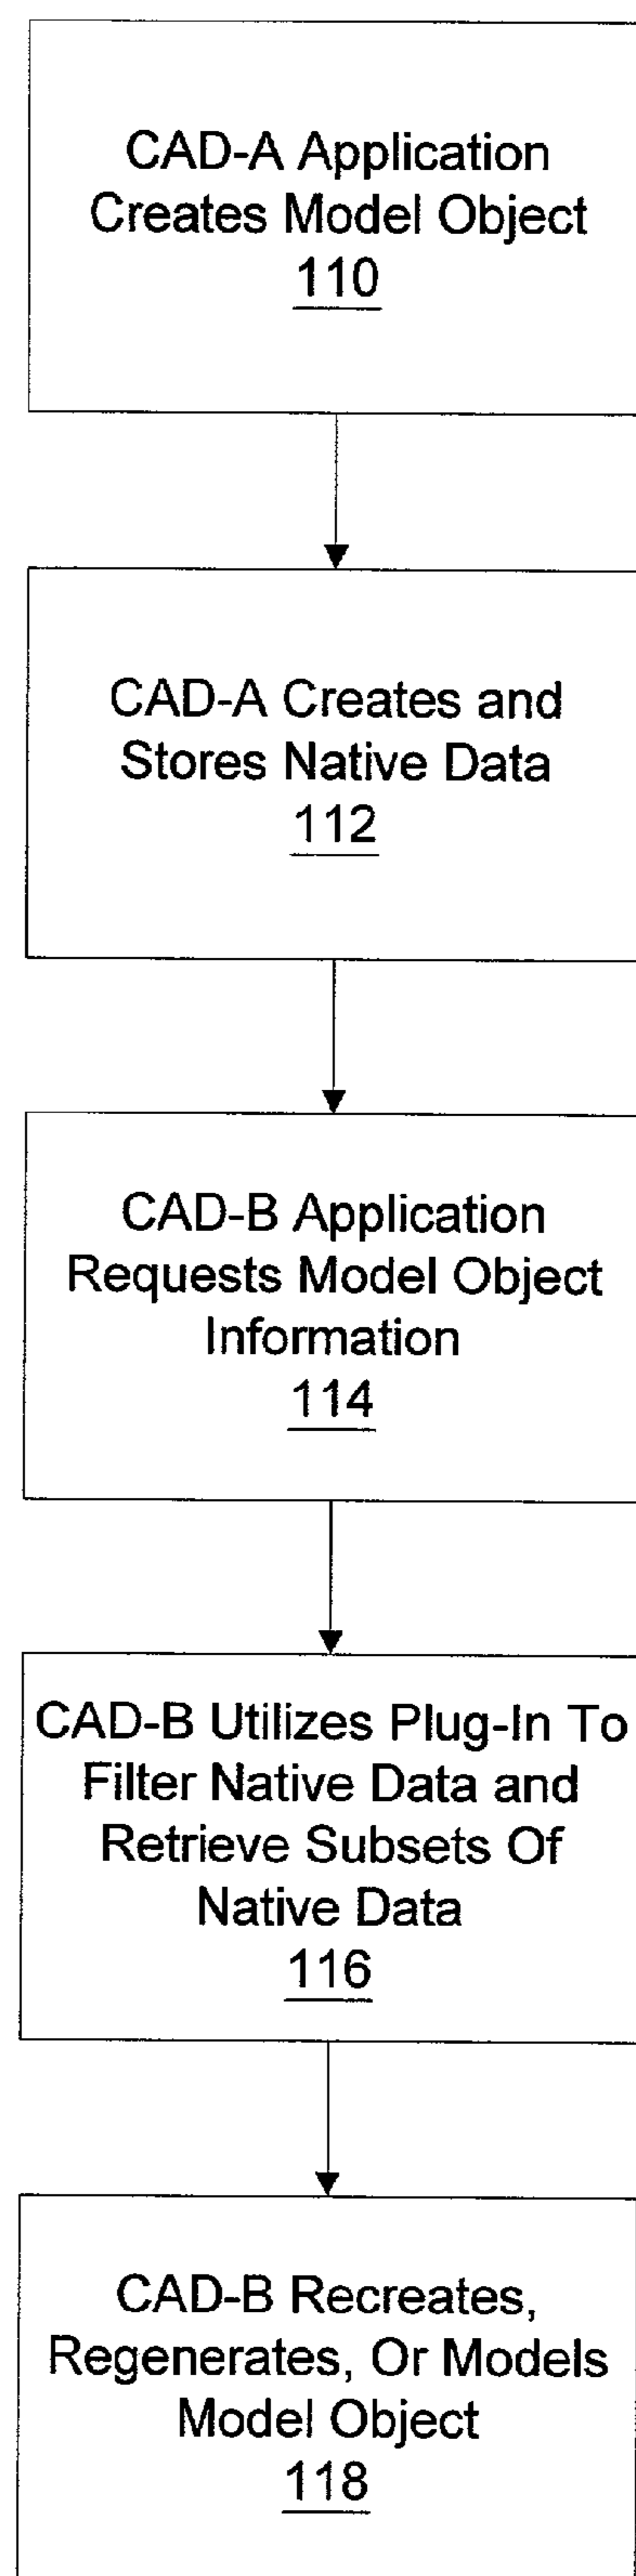 CAD-A Application
Creates Model Object
110
CAD-A Creates and
Stores Native Data
112
CAD-B Application
Requests Model Object
Information
114
CAD-B Utilizes Plug-In To
Filter Native Data and
Retrieve Subsets Of
Native Data
116
CAD-B Recreates,
Regenerates, Or Models
Model Object
118